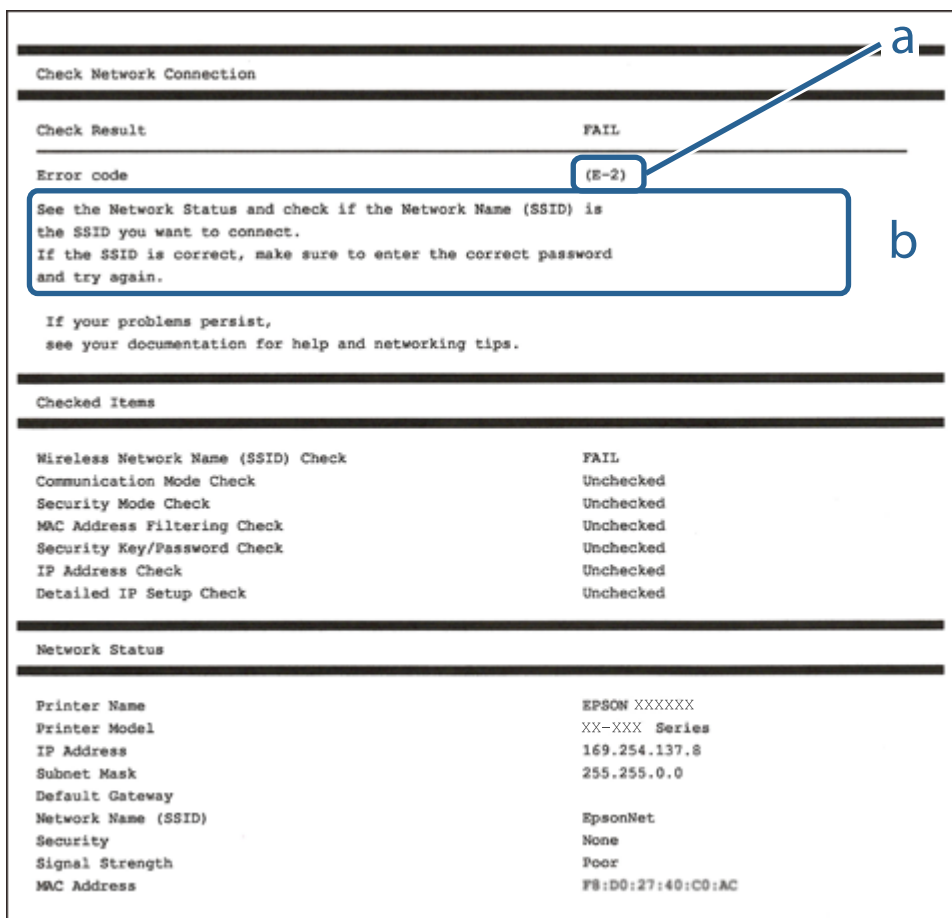 a
Check Network Connection
Check Result FAIL
Error code (E-2)
See the Network Status and check if the Network Name (SSID) is
the SSID you want to connect.
If the SSID is correct, make sure to enter the correct password
and try again.
b
If your problems persist,
see your documentation for help and networking tips.
Checked Items
Wireless Network Name (SSID) Check FAIL
Communication Mode Check Unchecked
Security Mode Check Unchecked
MAC Address Filtering Check Unchecked
Security Key/Password Check Unchecked
IP Address Check Unchecked
Detailed IP Setup Check Unchecked
Network Status
Printer Name EPSON XXXXXX
Printer Model XX-XXX Series
IP Address 169.254.137.8
Subnet Mask 255.255.0.0
Default Gateway
Network Name (SSID) EpsonNet
Security None
Signal Strength Poor
MAC Address F8:D0:27:40:C0:AC